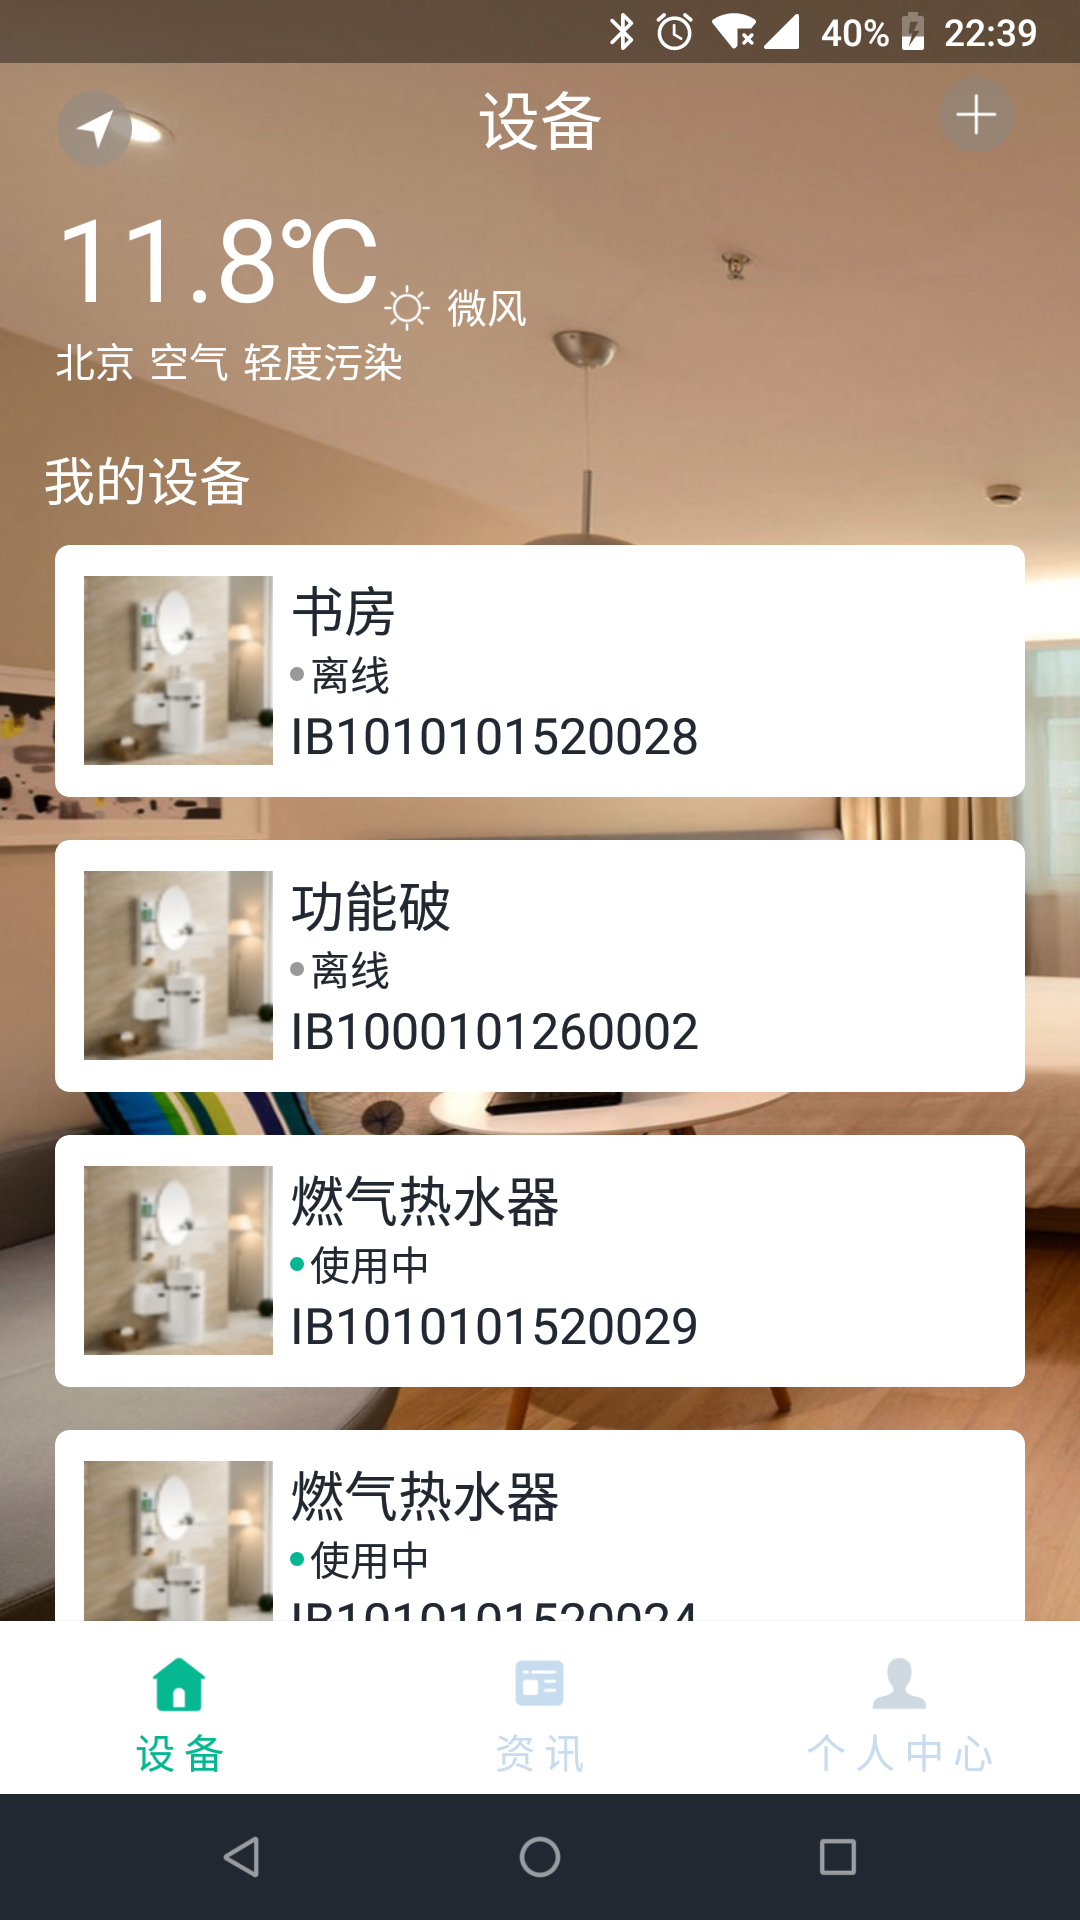 40% 22:39
设备
11.8℃ 微风
北京 空气 轻度污染
我的设备
书房
离线
IB1010101520028
功能破
离线
IB1000101260002
燃气热水器
使用中
IB1010101520029
燃气热水器
使用中
IB1010101520024
设备 资讯 个人中心